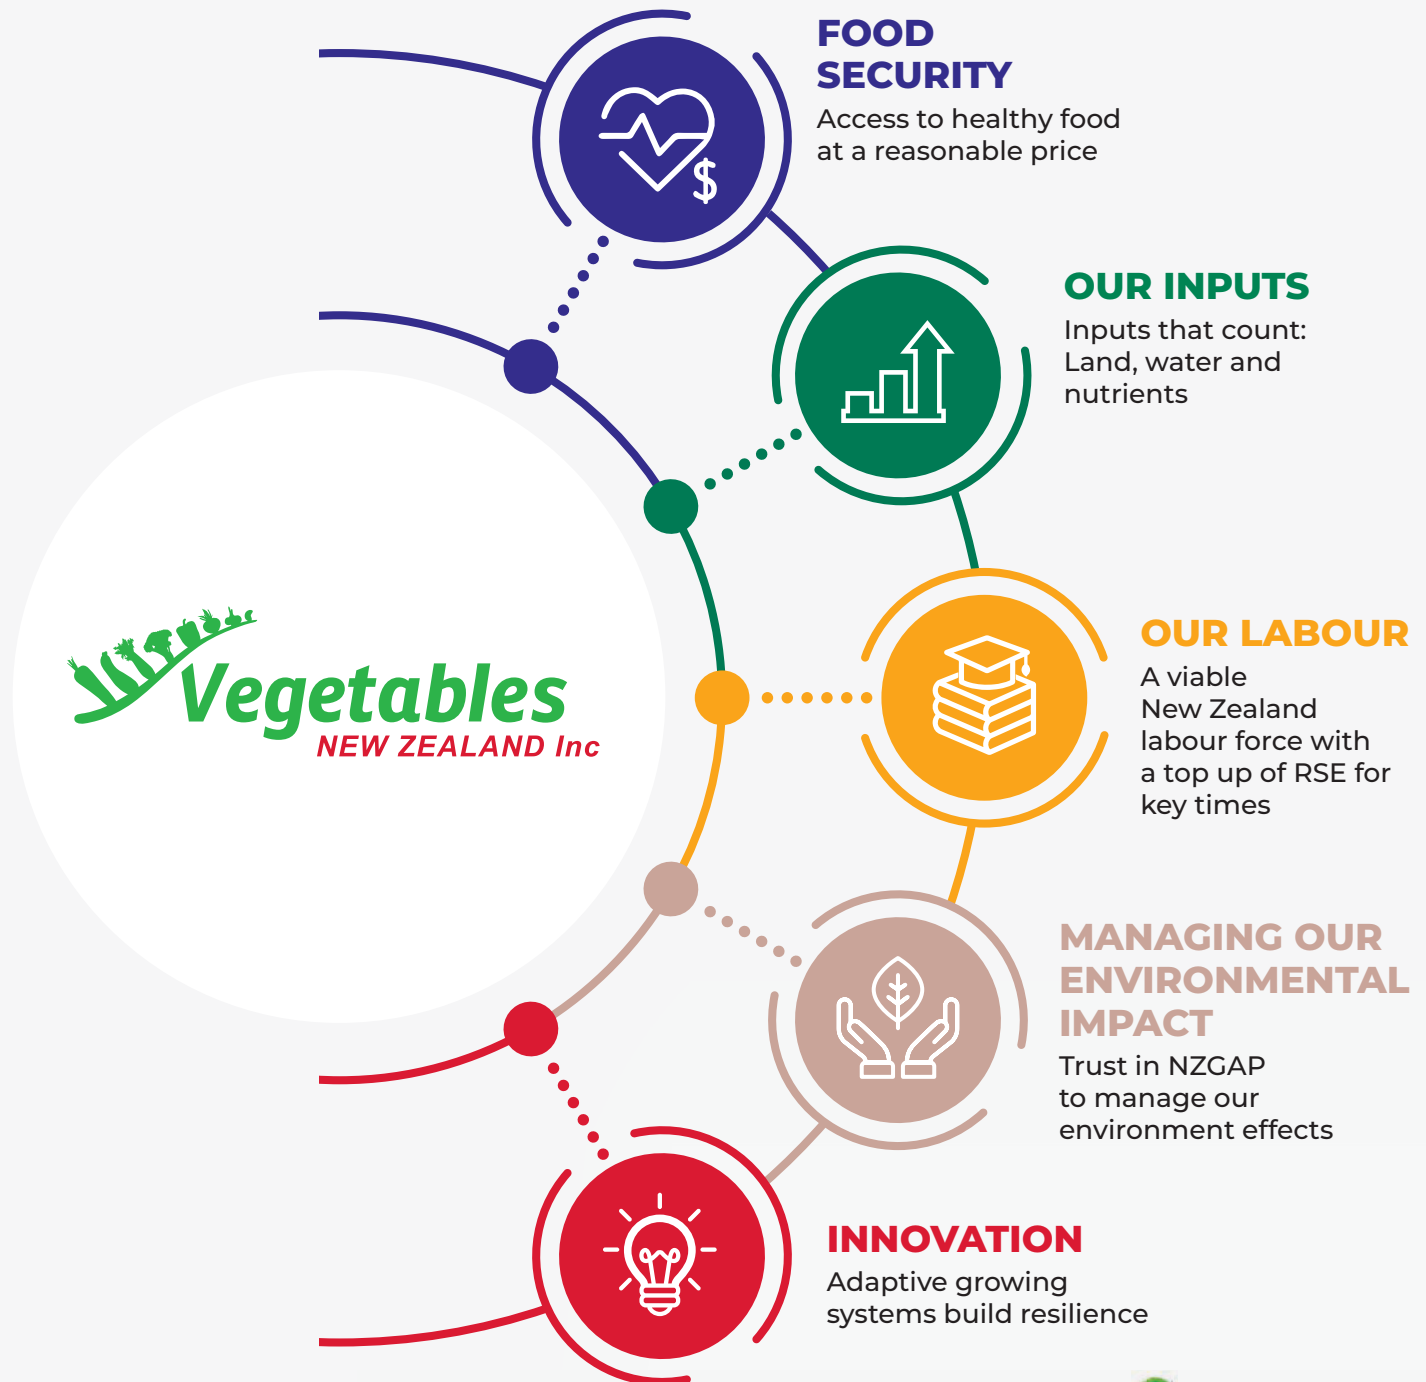 FOOD
SECURITY
Access to healthy food
at a reasonable price
$
OUR INPUTS
Inputs that count:
Land, water and
nutrients
Vegetables
NEW ZEALAND Inc
OUR LABOUR
A viable
New Zealand
labour force with
a top up of RSE for
key times
MANAGING OUR
ENVIRONMENTAL
IMPACT
Trust in NZGAP
to manage our
environment effects
INNOVATION
Adaptive growing
systems build resilience